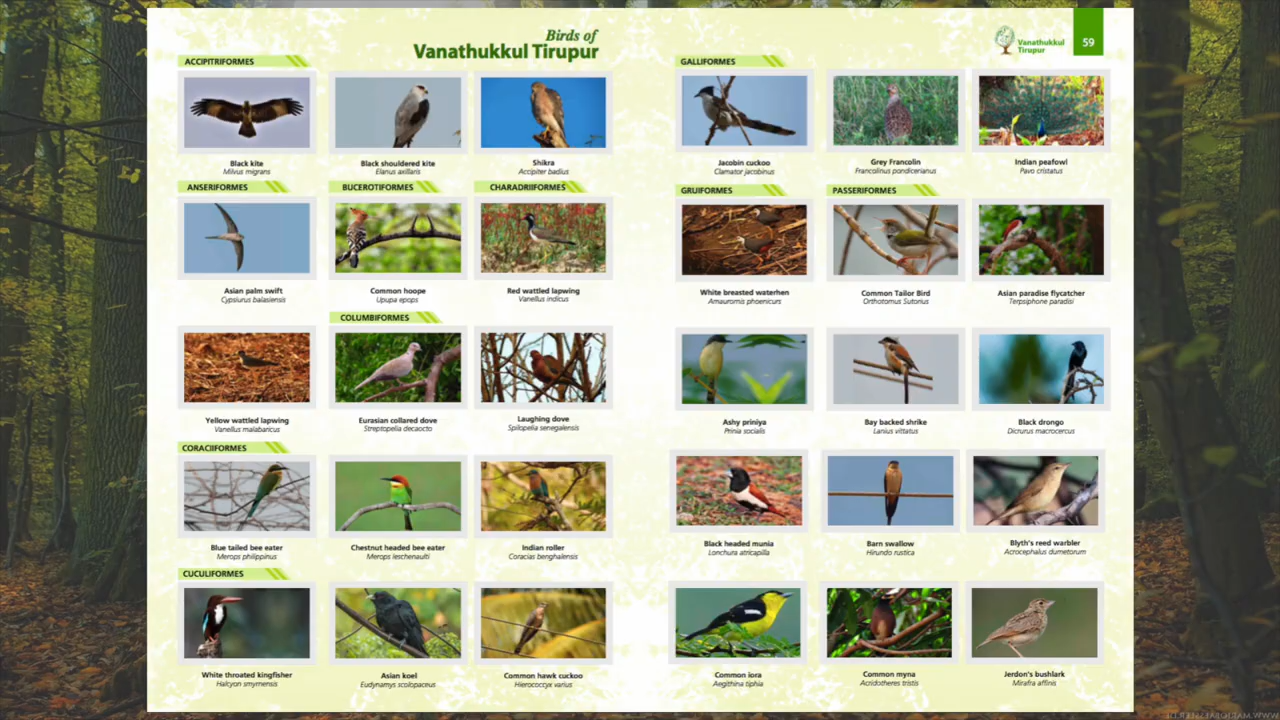 Birds of
Vanathukkul Tirupur
Vanathukkul
Tirupur
59
ACCIPITRIFORMES
GALLIFORMES
Black kite
Milvus migrans
Black shouldered kite
Elanus axillaris
Shikra
Accipiter badius
Jacobin cuckoo
Clamator jacobinus
Grey Francolin
Francolinus pondicerianus
Indian peafowl
Pavo cristatus
ANSERIFORMES
BUCEROTIFORMES
CHARADRIIFORMES
GRUIFORMES
PASSERIFORMES
Asian palm swift
Cypsiurus balasiensis
Common hoope
Upupa epops
Red wattled lapwing
Vanellus indicus
White breasted waterhen
Amaurornis phoenicurs
Common Tailor Bird
Orthotomus Sutorius
Asian paradise flycatcher
Terpsiphone paradisi
COLUMBIFORMES
Yellow wattled lapwing
Vanellus malabaricus
Eurasian collared dove
Streptopelia decaocto
Laughing dove
Spilopelia senegalensis
Ashy priniya
Prinia socialis
Bay backed shrike
Lanius vittatus
Black drongo
Dicrurus macrocercus
CORACIIFORMES
Blue tailed bee eater
Merops philippinus
Chestnut headed bee eater
Merops leschenaulti
Indian roller
Coracias benghalensis
Black headed munia
Lonchura atricapilla
Barn swallow
Hirundo rustica
Blyth's reed warbler
Acrocephalus dumetorum
CUCULIFORMES
White throated kingfisher
Halcyon smyrnensis
Asian koel
Eudynamys scolopaceus
Common hawk cuckoo
Hierococcyx varius
Common iora
Aegithina tiphia
Common myna
Acridotheres tristis
Jerdon's bushlark
Mirafra affinis